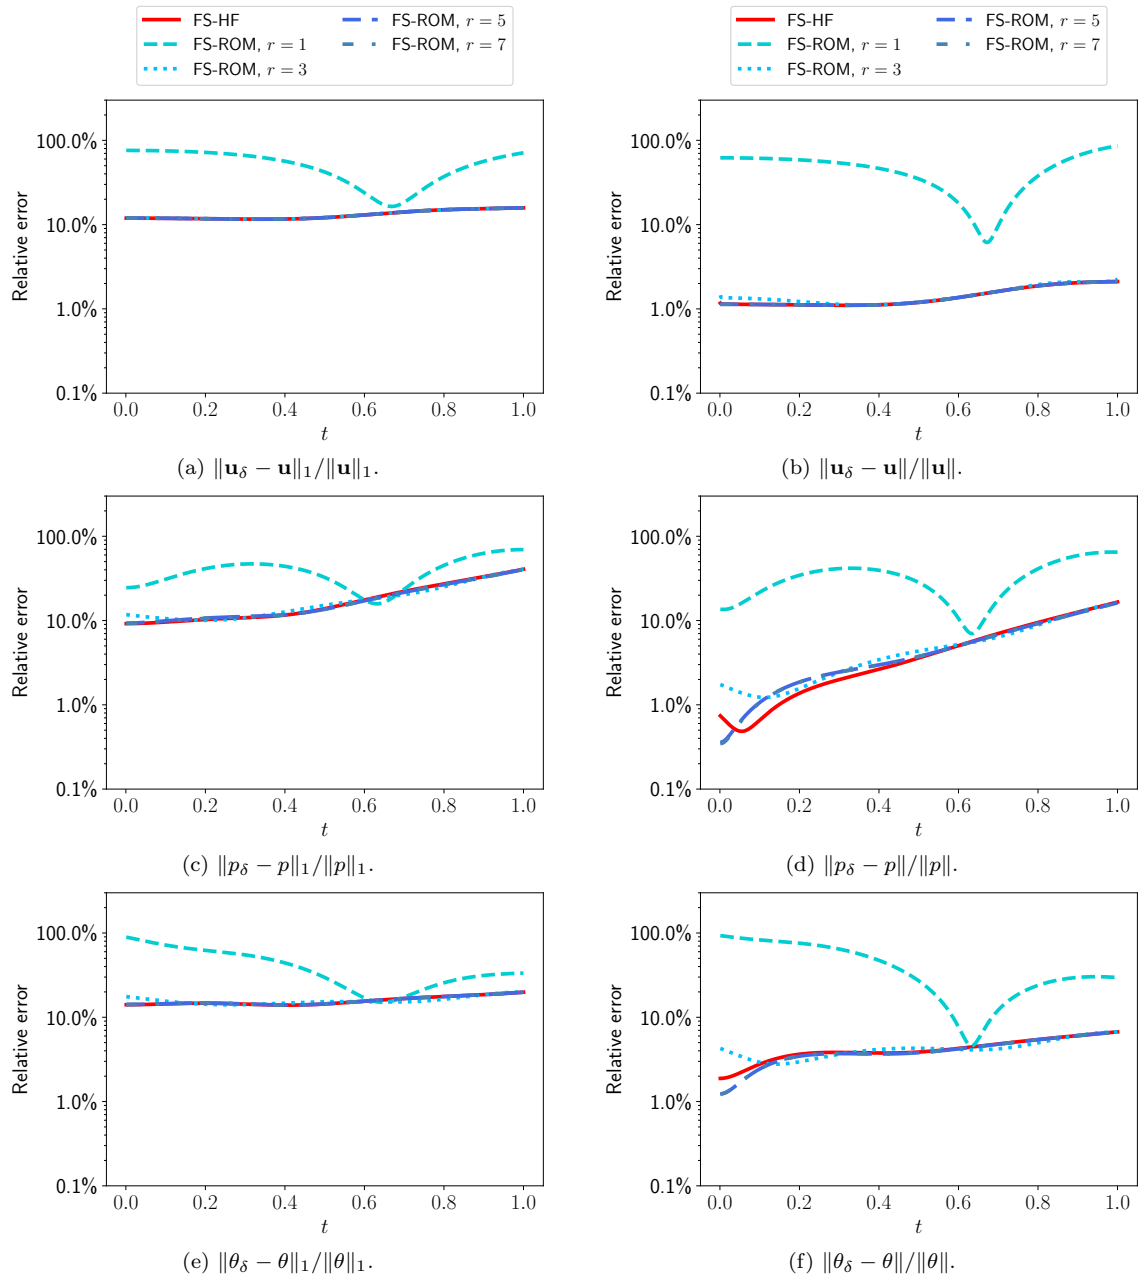 FS-HF
FS-ROM, r = 1
FS-ROM, r = 3
FS-ROM, r = 5
FS-ROM, r = 7
FS-HF
FS-ROM, r = 1
FS-ROM, r = 3
FS-ROM, r = 5
FS-ROM, r = 7
Relative error
100.0%
10.0%
1.0%
0.1%
0.0 0.2 0.4 0.6 0.8 1.0
t
(a) ‖𝐮_δ − 𝐮‖₁/‖𝐮‖₁.
Relative error
100.0%
10.0%
1.0%
0.1%
0.0 0.2 0.4 0.6 0.8 1.0
t
(b) ‖𝐮_δ − 𝐮‖/‖𝐮‖.
Relative error
100.0%
10.0%
1.0%
0.1%
0.0 0.2 0.4 0.6 0.8 1.0
t
(c) ‖p_δ − p‖₁/‖p‖₁.
Relative error
100.0%
10.0%
1.0%
0.1%
0.0 0.2 0.4 0.6 0.8 1.0
t
(d) ‖p_δ − p‖/‖p‖.
Relative error
100.0%
10.0%
1.0%
0.1%
0.0 0.2 0.4 0.6 0.8 1.0
t
(e) ‖θ_δ − θ‖₁/‖θ‖₁.
Relative error
100.0%
10.0%
1.0%
0.1%
0.0 0.2 0.4 0.6 0.8 1.0
t
(f) ‖θ_δ − θ‖/‖θ‖.